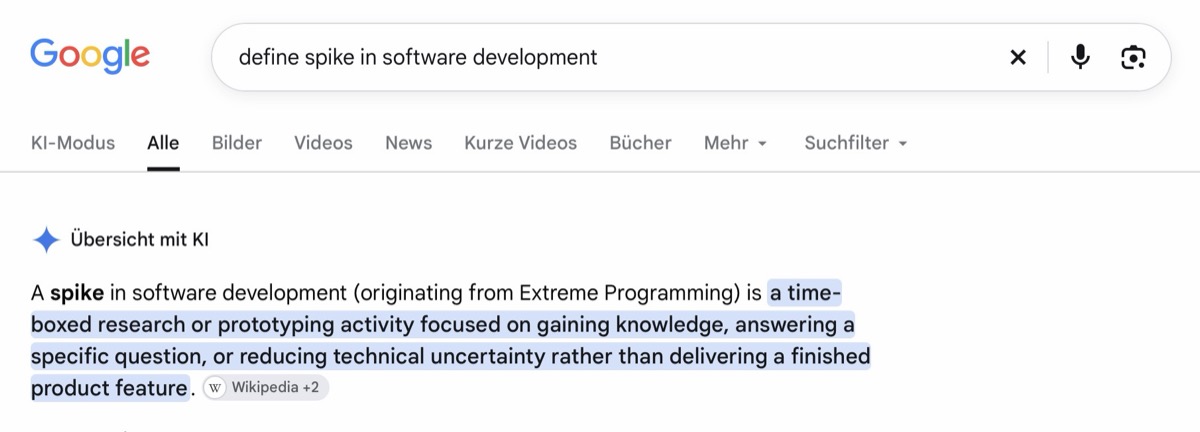 Google
define spike in software development
KI-Modus Alle Bilder Videos News Kurze Videos Bücher Mehr Suchfilter
Übersicht mit KI
A spike in software development (originating from Extreme Programming) is a time-
boxed research or prototyping activity focused on gaining knowledge, answering a
specific question, or reducing technical uncertainty rather than delivering a finished
product feature. W Wikipedia +2